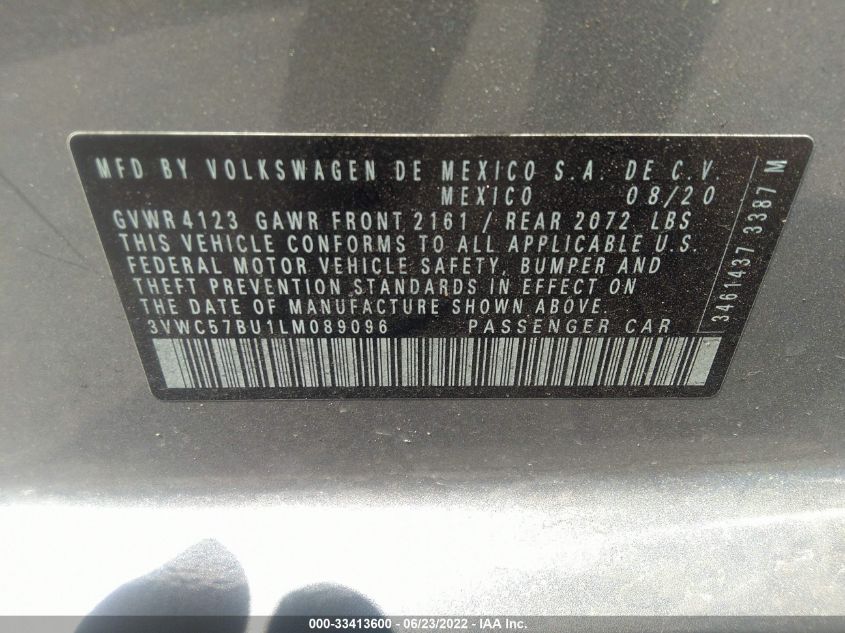 MFD BY VOLKSWAGEN DE MEXICO S.A. DE C.V.
MEXICO 08/20
GVWR 4123 GAWR FRONT 2161 / REAR 2072 LBS
THIS VEHICLE CONFORMS TO ALL APPLICABLE U.S.
FEDERAL MOTOR VEHICLE SAFETY, BUMPER AND
THEFT PREVENTION STANDARDS IN EFFECT ON
THE DATE OF MANUFACTURE SHOWN ABOVE.
3VWC57BU1LM089096 PASSENGER CAR
3461437 3387 M
000-33413600 - 06/23/2022 - IAA Inc.